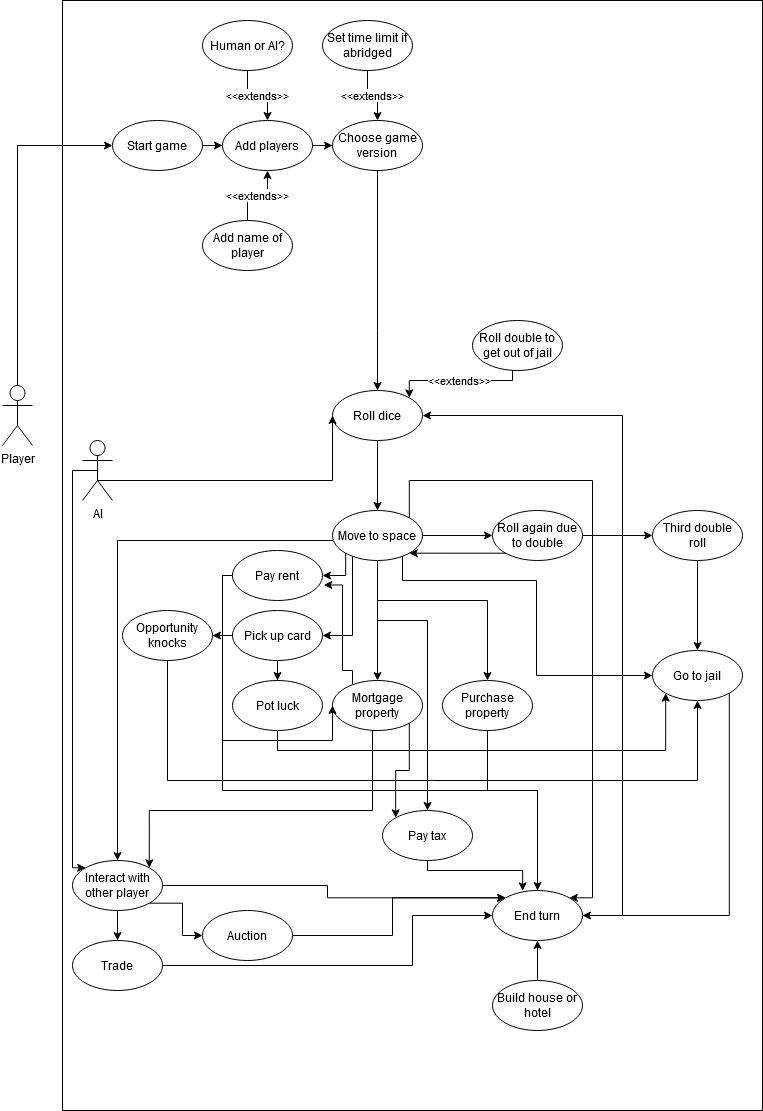 Human or AI?
Set time limit if
abridged
<<extends>>
<<extends>>
Start game
Add players
Choose game
version
<<extends>>
Add name of
player
Roll double to
get out of jail
<<extends>>
Roll dice
Player
AI
Move to space
Roll again due
to double
Third double
roll
Pay rent
Opportunity
knocks
Pick up card
Go to jail
Pot luck
Mortgage
property
Purchase
property
Pay tax
Interact with
other player
End turn
Auction
Trade
Build house or
hotel